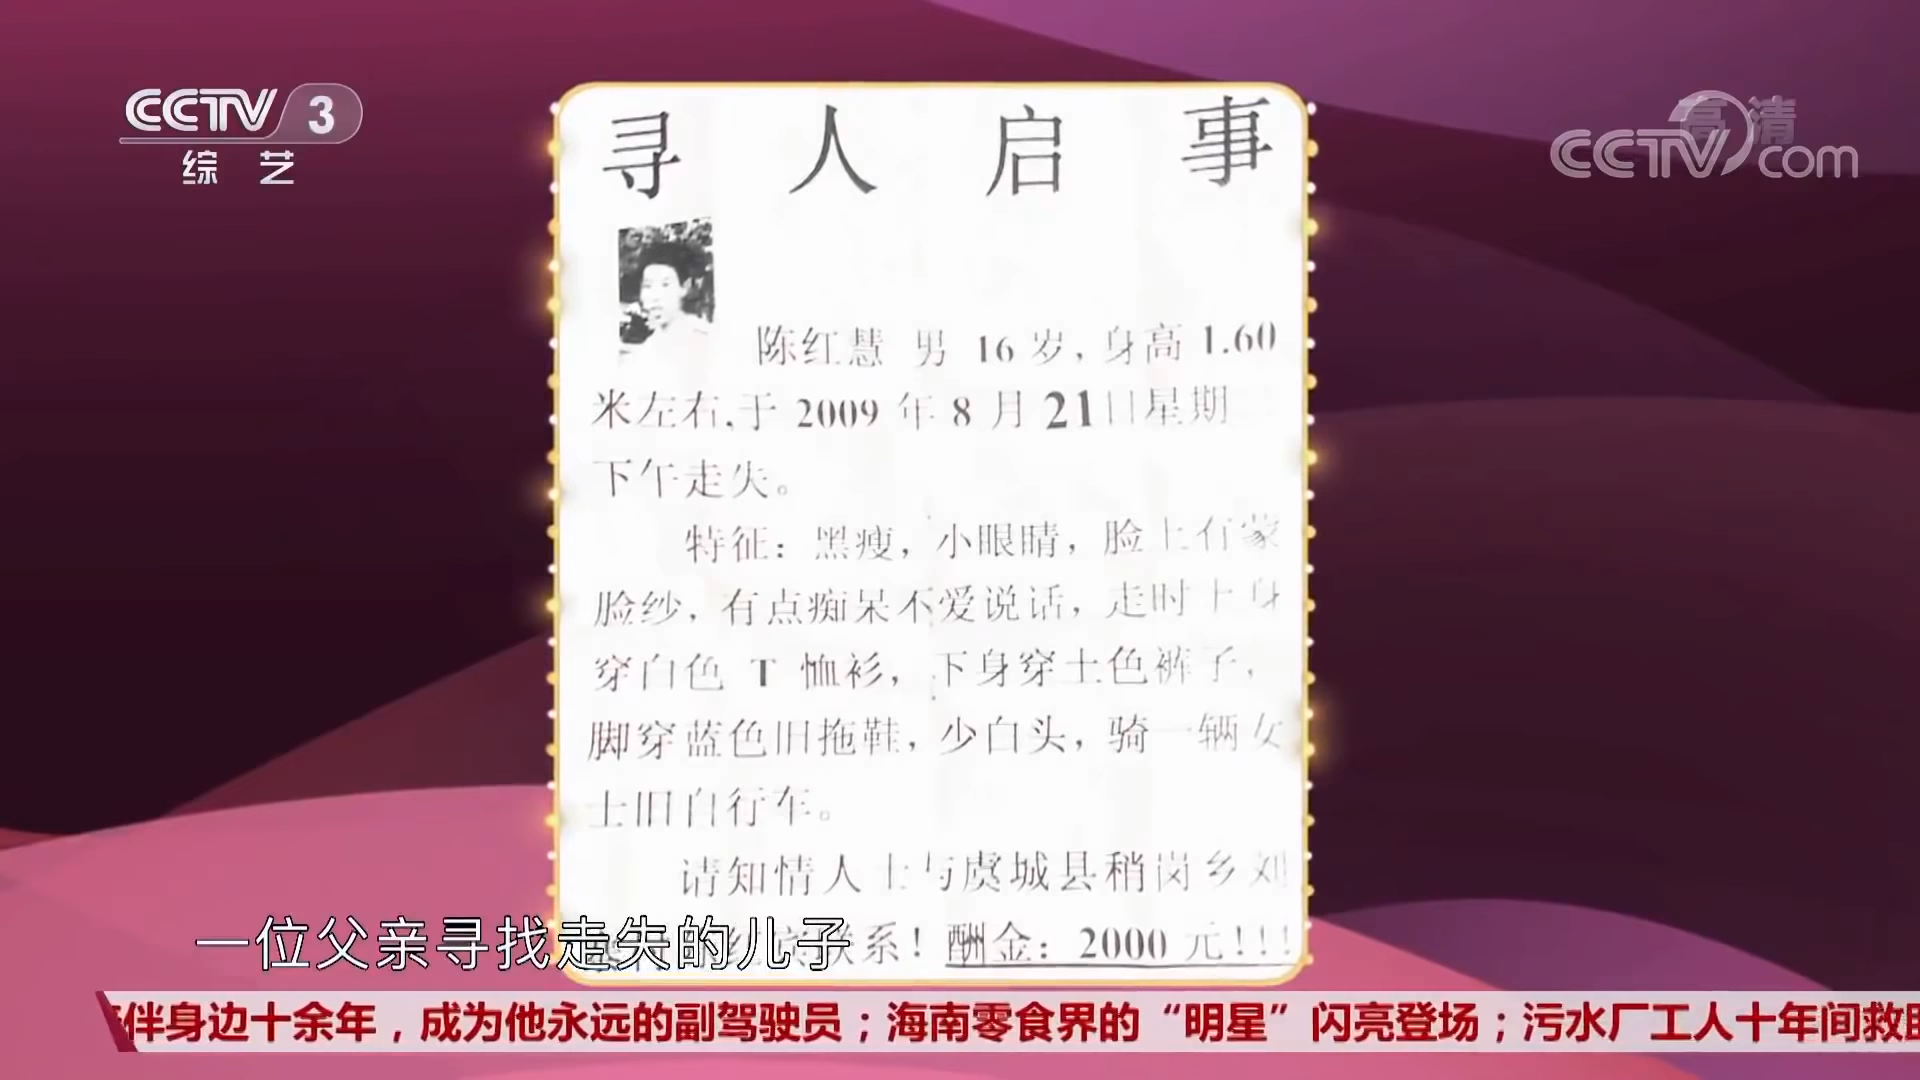 CCTV 3
综艺
高清
CCTV com
寻人启事
陈红慧 男 16 岁，身高 1.60
米左右,于 2009 年 8 月 21日星期
下午走失。
特征：黑瘦，小眼睛，脸上有蒙
脸纱，有点痴呆不爱说话，走时上身
穿白色 T 恤衫，下身穿土色裤子，
脚穿蓝色旧拖鞋，少白头，骑一辆女
士旧自行车。
请知情人士与虞城县稍岗乡刘
联系！酬金：2000 元!!!
一位父亲寻找走失的儿子
伴身边十余年，成为他永远的副驾驶员；海南零食界的“明星”闪亮登场；污水厂工人十年间救